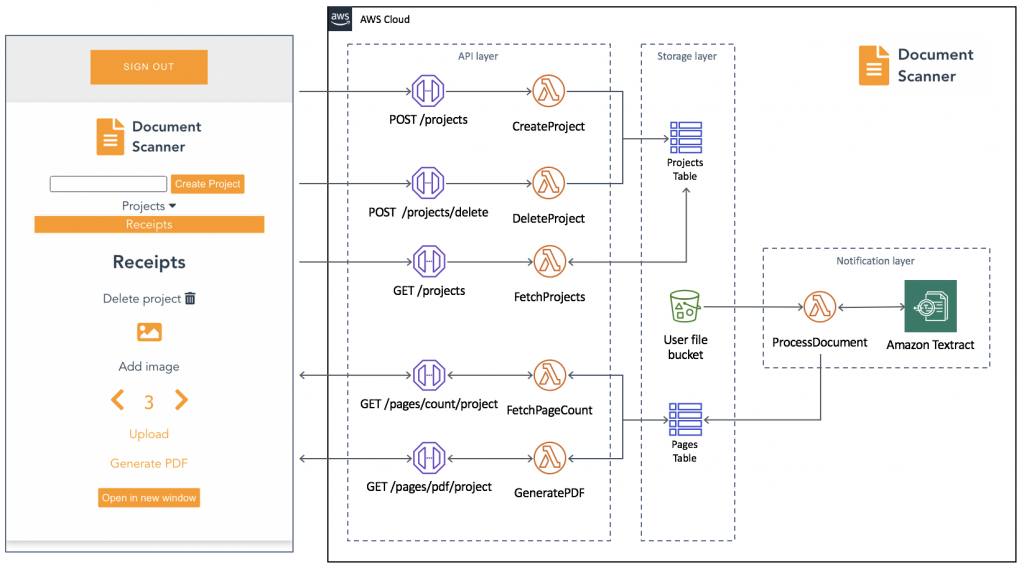 SIGN OUT
Document
Scanner
Create Project
Projects
Receipts
Receipts
Delete project
Add image
3
Upload
Generate PDF
Open in new window
aws
AWS Cloud
API layer
POST /projects
CreateProject
POST /projects/delete
DeleteProject
GET /projects
FetchProjects
GET /pages/count/project
FetchPageCount
GET /pages/pdf/project
GeneratePDF
Storage layer
Projects
Table
User file
bucket
Pages
Table
Document
Scanner
Notification layer
ProcessDocument
Amazon Textract